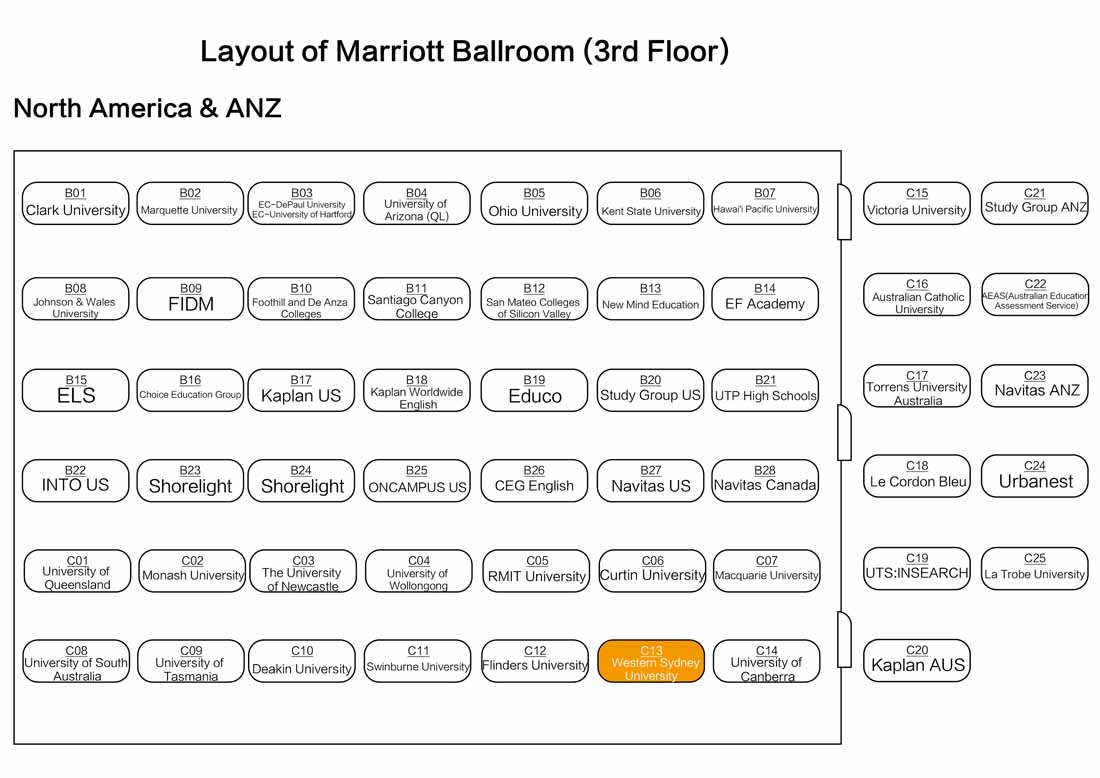 Layout of Marriott Ballroom (3rd Floor)
North America & ANZ
B01
Clark University
B02
Marquette University
B03
EC-DePaul University
EC-University of Hartford
B04
University of
Arizona (QL)
B05
Ohio University
B06
Kent State University
B07
Hawai'i Pacific University
C15
Victoria University
C21
Study Group ANZ
B08
Johnson & Wales
University
B09
FIDM
B10
Foothill and De Anza
Colleges
B11
Santiago Canyon
College
B12
San Mateo Colleges
of Silicon Valley
B13
New Mind Education
B14
EF Academy
C16
Australian Catholic
University
C22
AEAS(Australian Education
Assessment Service)
B15
ELS
B16
Choice Education Group
B17
Kaplan US
B18
Kaplan Worldwide
English
B19
Educo
B20
Study Group US
B21
UTP High Schools
C17
Torrens University
Australia
C23
Navitas ANZ
B22
INTO US
B23
Shorelight
B24
Shorelight
B25
ONCAMPUS US
B26
CEG English
B27
Navitas US
B28
Navitas Canada
C18
Le Cordon Bleu
C24
Urbanest
C01
University of
Queensland
C02
Monash University
C03
The University
of Newcastle
C04
University of
Wollongong
C05
RMIT University
C06
Curtin University
C07
Macquarie University
C19
UTS:INSEARCH
C25
La Trobe University
C08
University of South
Australia
C09
University of
Tasmania
C10
Deakin University
C11
Swinburne University
C12
Flinders University
C13
Western Sydney
University
C14
University of
Canberra
C20
Kaplan AUS